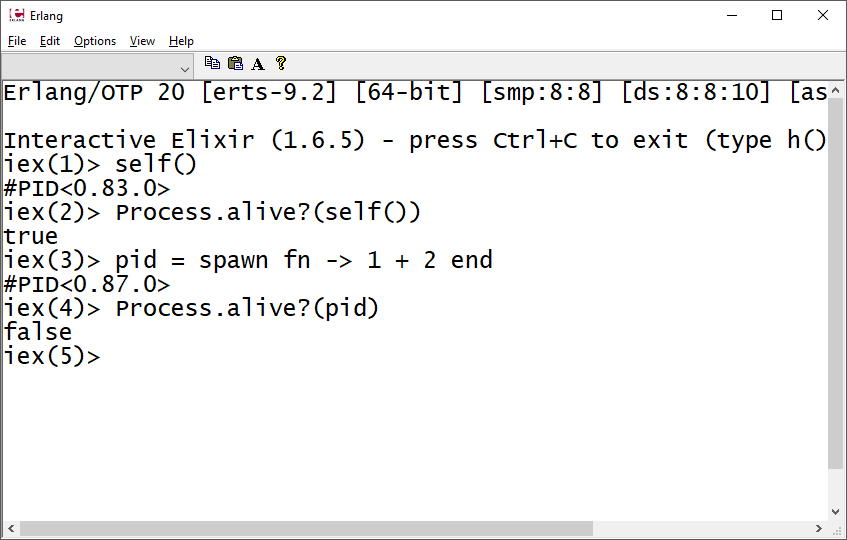 Erlang
File Edit Options View Help
Erlang/OTP 20 [erts-9.2] [64-bit] [smp:8:8] [ds:8:8:10] [as
Interactive Elixir (1.6.5) - press Ctrl+C to exit (type h()
iex(1)> self()
#PID<0.83.0>
iex(2)> Process.alive?(self())
true
iex(3)> pid = spawn fn -> 1 + 2 end
#PID<0.87.0>
iex(4)> Process.alive?(pid)
false
iex(5)>